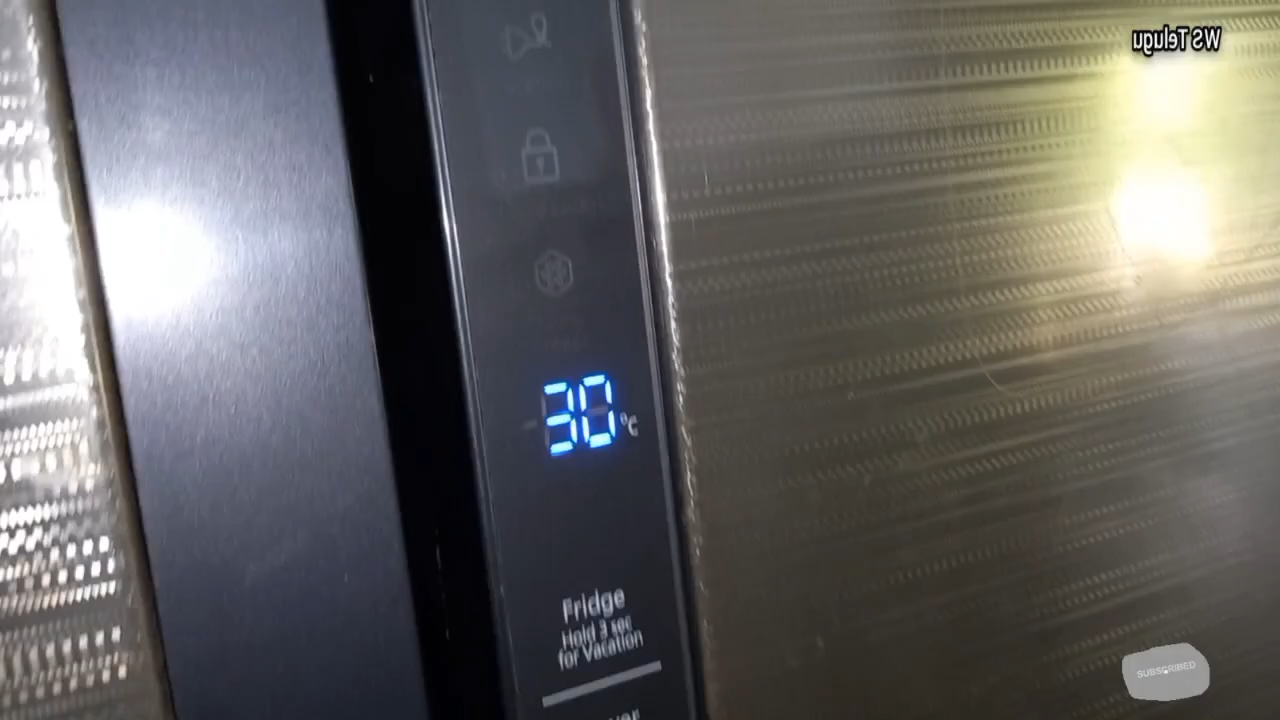 WS Telugu
30 °C
Fridge
Hold 3 sec
for Vacation
SUBSCRIBED